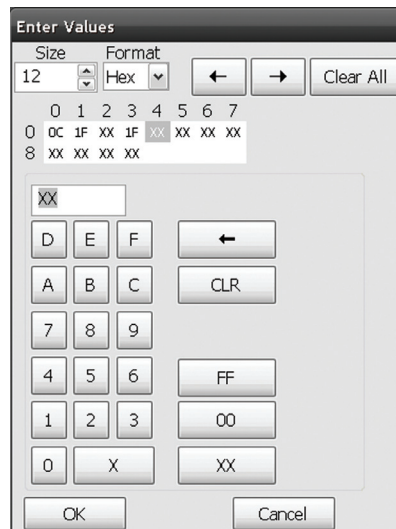 Enter Values
Size Format
12 Hex ← → Clear All
0 1 2 3 4 5 6 7
0 0C 1F XX 1F XX XX XX XX
8 XX XX XX XX
XX
D E F ←
A B C CLR
7 8 9
4 5 6 FF
1 2 3 00
0 X XX
OK Cancel